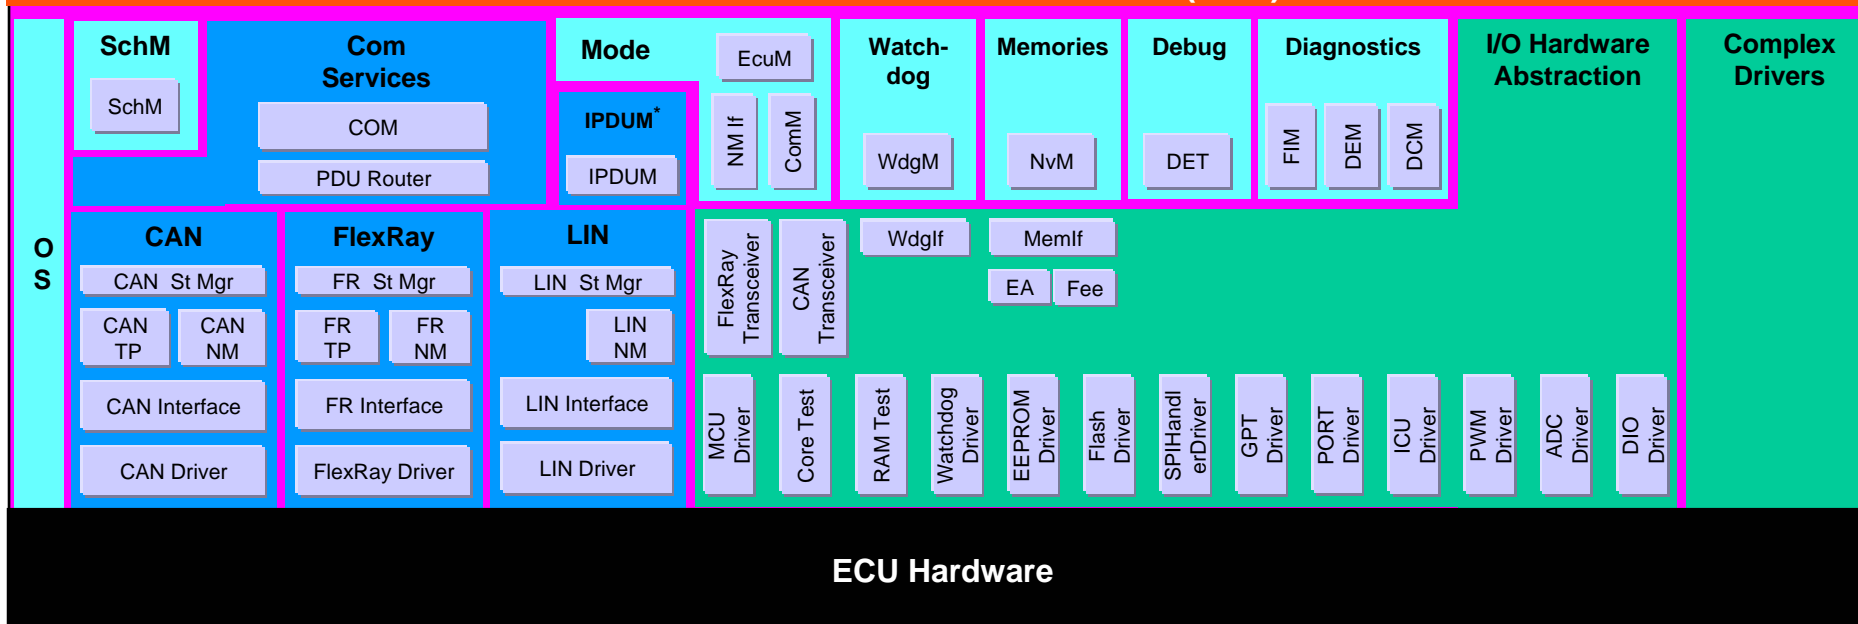 SchM
SchM
Com
Services
COM
PDU Router
Mode
EcuM
IPDUM*
IPDUM
NM If
ComM
Watch-
dog
WdgM
Memories
NvM
Debug
DET
Diagnostics
FIM
DEM
DCM
I/O Hardware
Abstraction
Complex
Drivers
O
S
CAN
CAN St Mgr
CAN
TP
CAN
NM
CAN Interface
CAN Driver
FlexRay
FR St Mgr
FR
TP
FR
NM
FR Interface
FlexRay Driver
LIN
LIN St Mgr
LIN
NM
LIN Interface
LIN Driver
FlexRay
Transceiver
CAN
Transceiver
WdgIf
MemIf
EA
Fee
MCU
Driver
Core Test
RAM Test
Watchdog
Driver
EEPROM
Driver
Flash
Driver
SPIHandl
erDriver
GPT
Driver
PORT
Driver
ICU
Driver
PWM
Driver
ADC
Driver
DIO
Driver
ECU Hardware